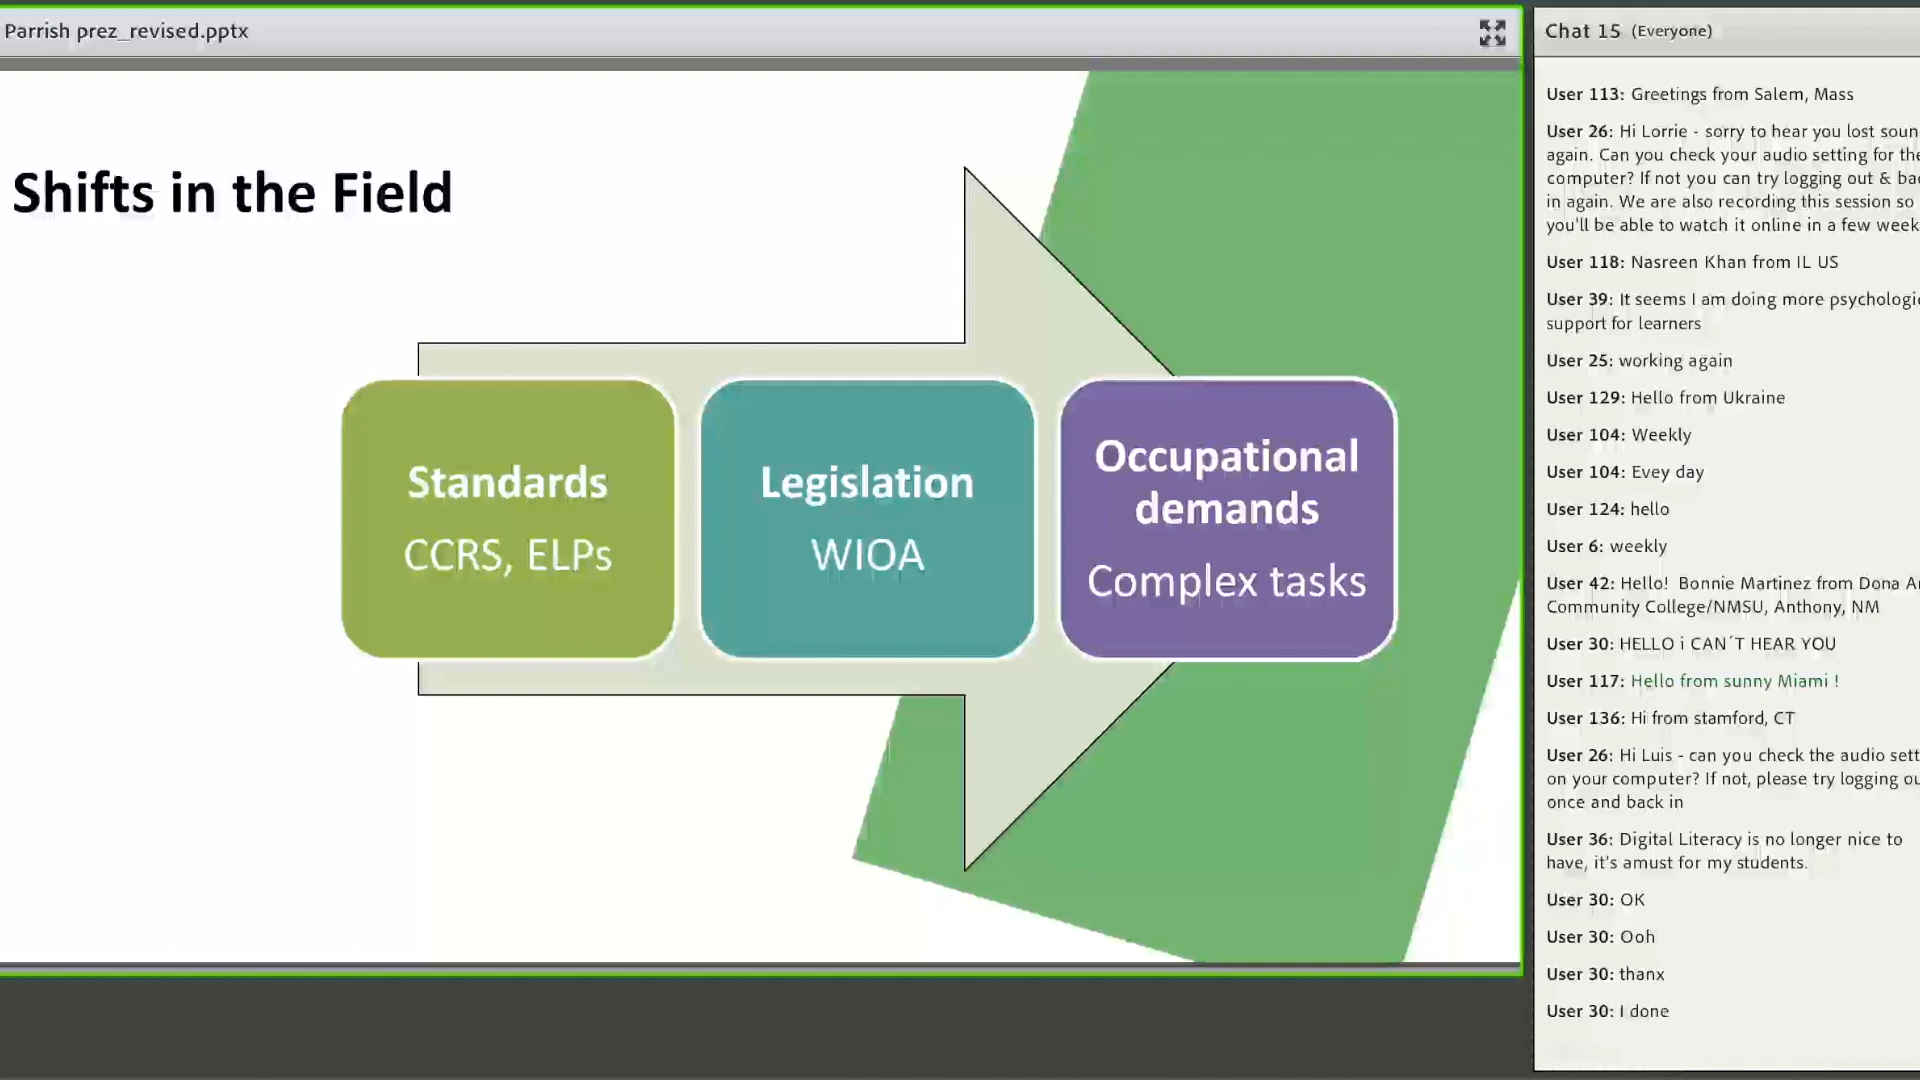 Parrish prez_revised.pptx
Shifts in the Field
Standards
CCRS, ELPs
Legislation
WIOA
Occupational
demands
Complex tasks
Chat 15 (Everyone)
User 113: Greetings from Salem, Mass
User 26: Hi Lorrie - sorry to hear you lost
again. Can you check your audio setting for
computer? If not you can try logging out &
in again. We are also recording this session so
you'll be able to watch it online in a few
User 118: Nasreen Khan from IL US
User 39: It seems I am doing more
support for learners
User 25: working again
User 129: Hello from Ukraine
User 104: Weekly
User 104: Evey day
User 124: hello
User 6: weekly
User 42: Hello! Bonnie Martinez from Dona
Community College/NMSU, Anthony, NM
User 30: HELLO i CAN´T HEAR YOU
User 117: Hello from sunny Miami !
User 136: Hi from stamford, CT
User 26: Hi Luis - can you check the audio
on your computer? If not, please try logging
once and back in
User 36: Digital Literacy is no longer nice to
have, it's amust for my students.
User 30: OK
User 30: Ooh
User 30: thanx
User 30: I done